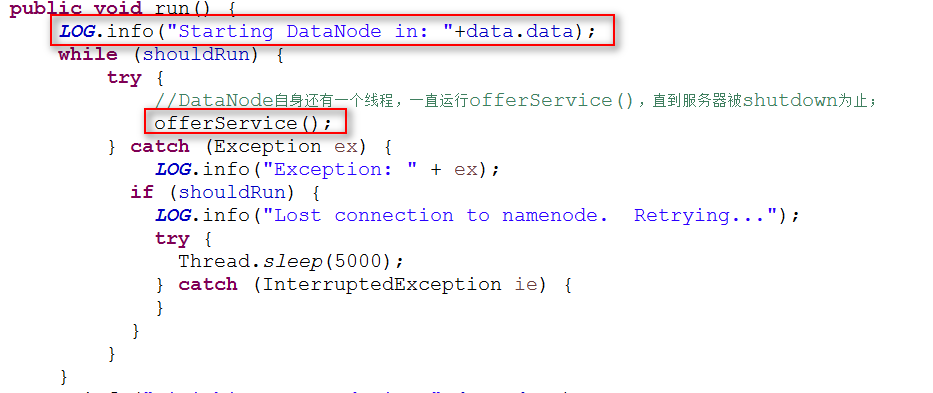 public void run() {
LOG.info("Starting DataNode in: "+data.data);
while (shouldRun) {
try {
//DataNode自身还有一个线程，一直运行offerService()，直到服务器被shutdown为止；
offerService();
} catch (Exception ex) {
LOG.info("Exception: " + ex);
if (shouldRun) {
LOG.info("Lost connection to namenode.  Retrying...");
try {
Thread.sleep(5000);
} catch (InterruptedException ie) {
}
}
}
}